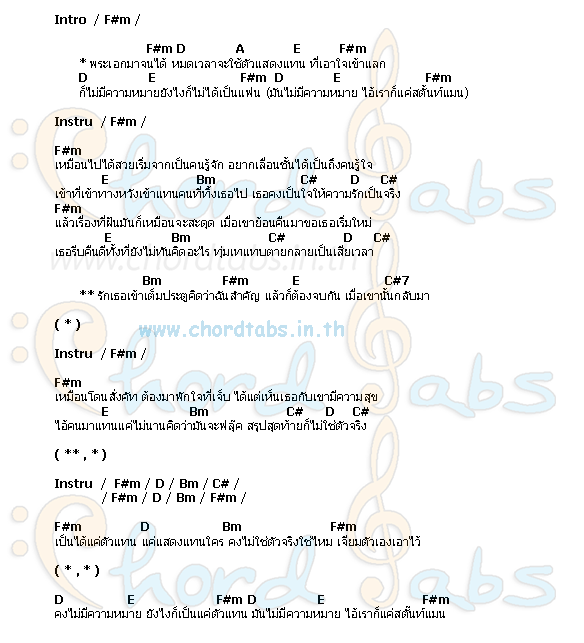 Intro / F#m /
F#m D A E F#m
* พระเอกมาจนได้ หมดเวลาจะใช้ตัวแสดงแทน ที่เอาใจเข้าแลก
D E F#m D E F#m
ก็ไม่มีความหมายยังไงก็ไม่ได้เป็นแฟน (มันไม่มีความหมาย ไอ้เราก็แค่สตั้นท์แมน)
Instru / F#m /
F#m
เหมือนไปได้สวยเริ่มจากเป็นคนรู้จัก อยากเลื่อนชั้นได้เป็นถึงคนรู้ใจ
E Bm C# D C#
เข้าที่เข้าทางหวังเข้าแทนคนที่ทิ้งเธอไป เธอคงเป็นใจให้ความรักเป็นจริง
F#m
แล้วเรื่องที่ฝันมันก็เหมือนจะสะดุด เมื่อเขาย้อนคืนมาขอเธอเริ่มใหม่
E Bm C# D C#
เธอรีบคืนดีทั้งที่ยังไม่ทันคิดอะไร ทุ่มเทแทบตายกลายเป็นเสียเวลา
Bm F#m E C#7
** รักเธอเข้าเต็มประตูคิดว่าฉันสำคัญ แล้วก็ต้องจบกัน เมื่อเขานั้นกลับมา
( * )
www.chordtabs.in.th
Instru / F#m /
F#m
เหมือนโดนสั่งคัท ต้องมาพักใจที่เจ็บ ได้แต่เห็นเธอกับเขามีความสุข
E Bm C# D C#
ไอ้คนมาแทนแค่ไม่นานคิดว่ามันจะฟลุ๊ค สรุปสุดท้ายก็ไม่ใช่ตัวจริง
( ** , * )
Instru / F#m / D / Bm / C# /
/ F#m / D / Bm / F#m /
F#m D Bm F#m
เป็นได้แค่ตัวแทน แค่แสดงแทนใคร คงไม่ใช่ตัวจริงใช่ไหม เจียมตัวเองเอาไว้
( * , * )
D E F#m D E F#m
คงไม่มีความหมาย ยังไงก็เป็นแค่ตัวแทน มันไม่มีความหมาย ไอ้เราก็แค่สตั้นท์แมน